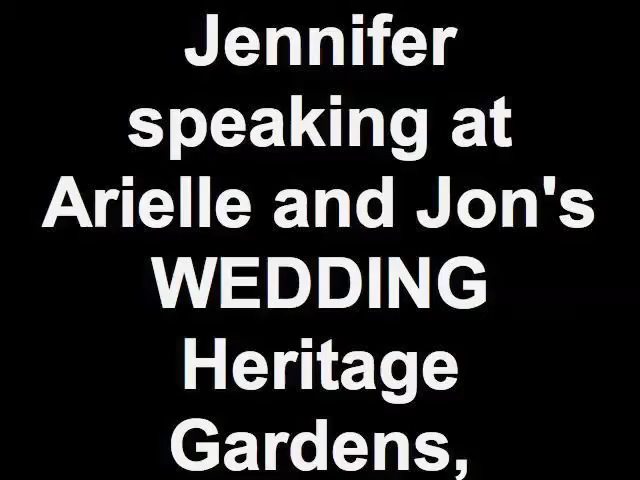 Jennifer
speaking at
Arielle and Jon's
WEDDING
Heritage
Gardens,